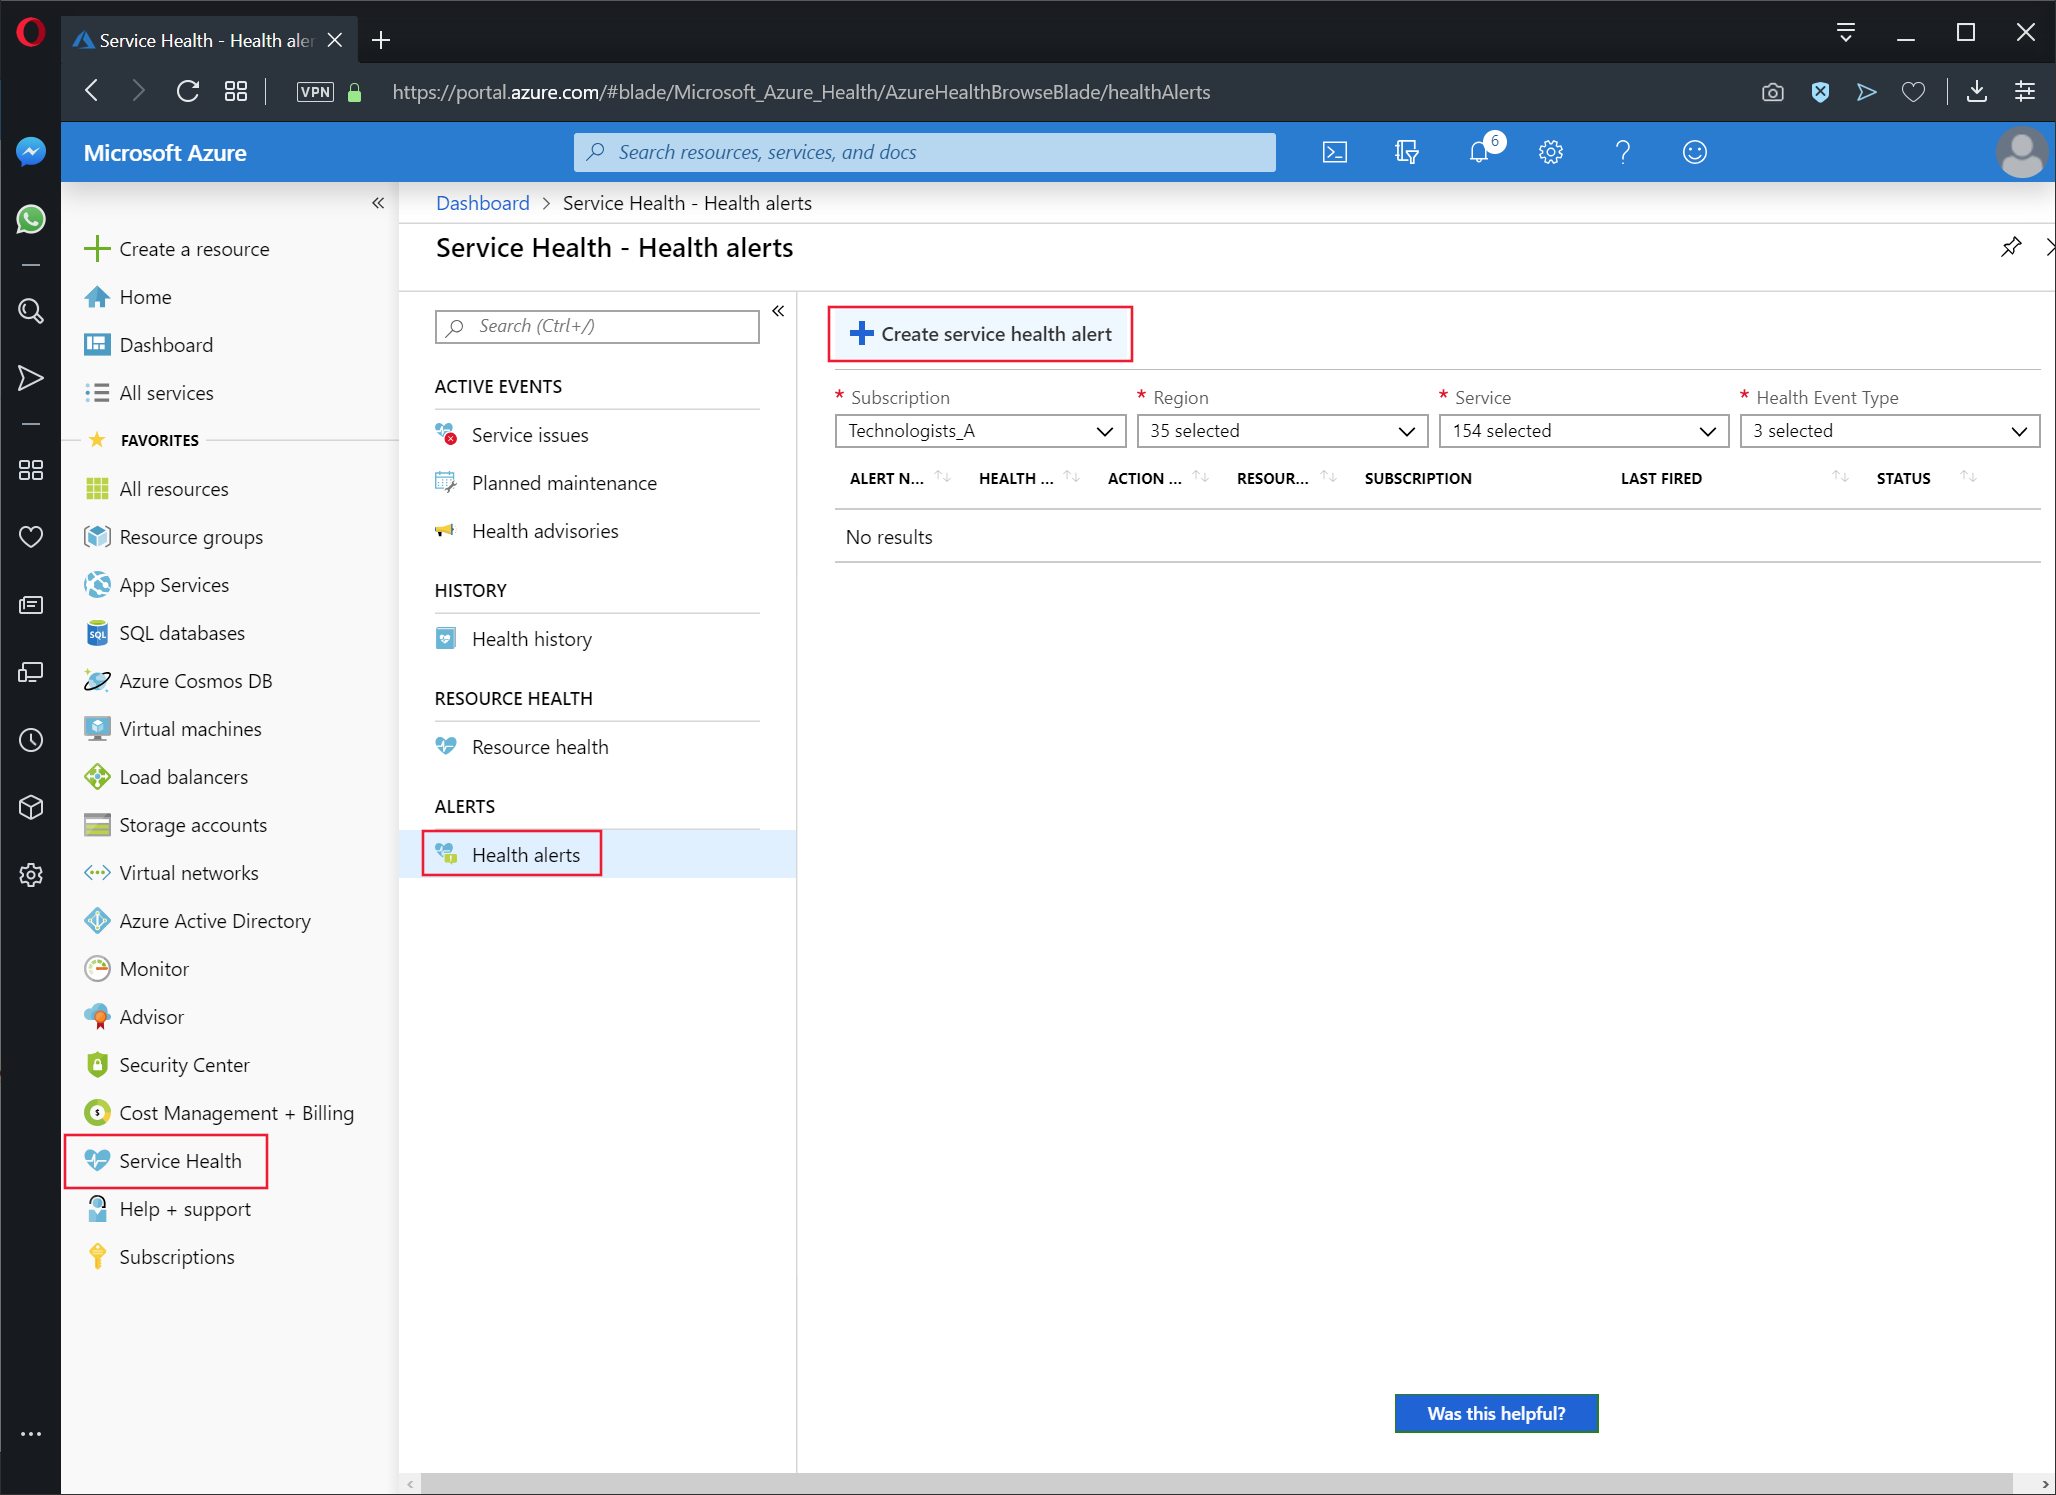 Service Health - Health aler
VPN
https://portal.azure.com/#blade/Microsoft_Azure_Health/AzureHealthBrowseBlade/healthAlerts
Microsoft Azure
Search resources, services, and docs
6
Dashboard > Service Health - Health alerts
Service Health - Health alerts
Create a resource
Home
Dashboard
All services
FAVORITES
All resources
Resource groups
App Services
SQL
SQL databases
Azure Cosmos DB
Virtual machines
Load balancers
Storage accounts
Virtual networks
Azure Active Directory
Monitor
Advisor
Security Center
Cost Management + Billing
Service Health
Help + support
Subscriptions
Search (Ctrl+/)
ACTIVE EVENTS
Service issues
Planned maintenance
Health advisories
HISTORY
Health history
RESOURCE HEALTH
Resource health
ALERTS
Health alerts
Create service health alert
* Subscription * Region * Service * Health Event Type
Technologists_A 35 selected 154 selected 3 selected
ALERT N... HEALTH ... ACTION ... RESOUR... SUBSCRIPTION LAST FIRED STATUS
No results
Was this helpful?